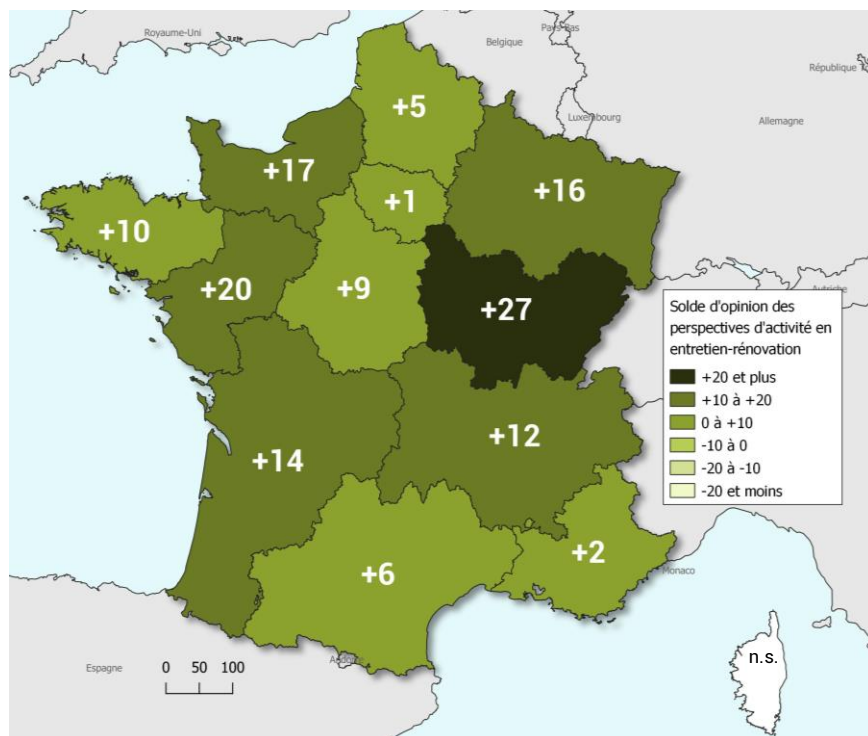 Royaume-Uni
Belgique
Pays-Bas
République T
Luxembourg
Allemagne
+5
+17
+1
+16
+10
+20
+9
+27
Autriche
Solde d'opinion des
perspectives d'activité en
entretien-rénovation
+20 et plus
+10 à +20
0 à +10
-10 à 0
-20 à -10
-20 et moins
+14
+12
+6
+2
Monaco
Espagne
Andorre
0 50 100
n.s.